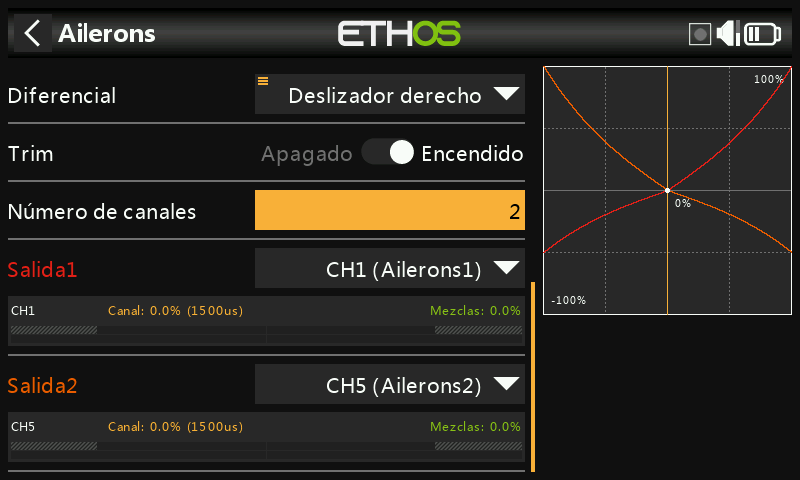 Ailerons
ETHOS
Diferencial
Deslizador derecho
Trim
Apagado
Encendido
Número de canales
2
Salida1
CH1 (Ailerons1)
CH1
Canal: 0.0% (1500us)
Mezclas: 0.0%
Salida2
CH5 (Ailerons2)
CH5
Canal: 0.0% (1500us)
Mezclas: 0.0%
100%
0%
-100%